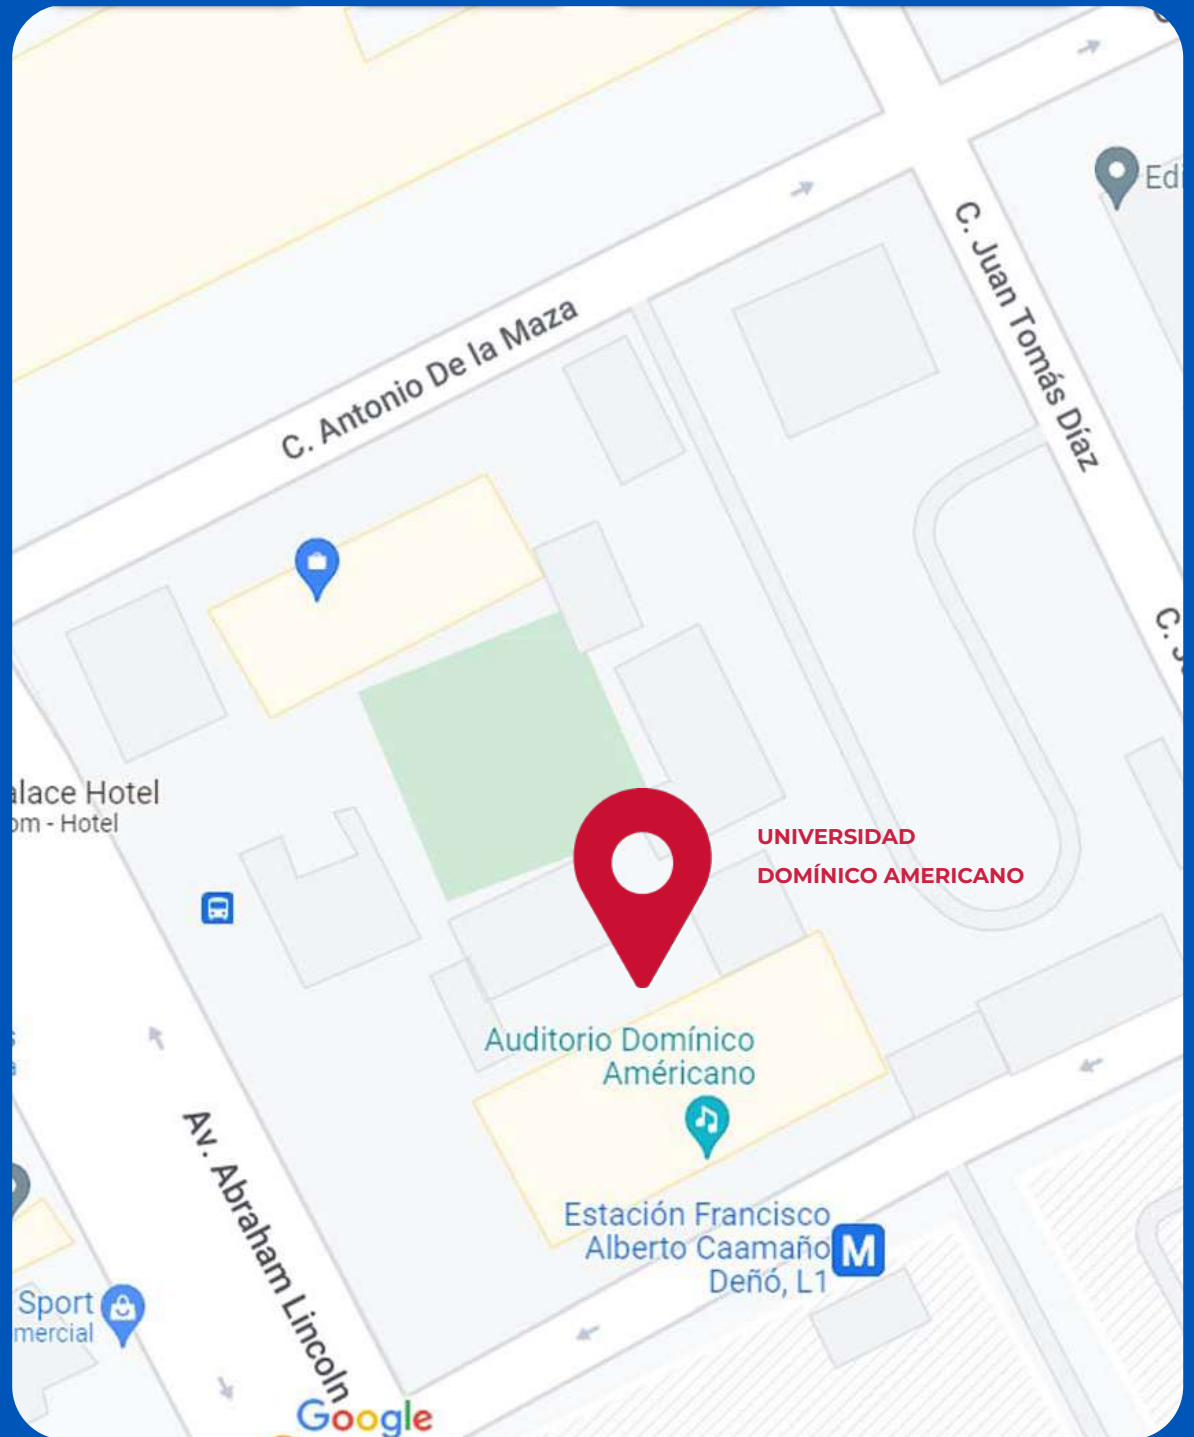 Edi
C. Juan Tomás Díaz
C. Antonio De la Maza
C. J
alace Hotel
om - Hotel
UNIVERSIDAD
DOMÍNICO AMERICANO
Auditorio Domínico
Américano
Av. Abraham Lincoln
Estación Francisco
Alberto Caamaño
Deñó, L1
M
Sport
mercial
Google